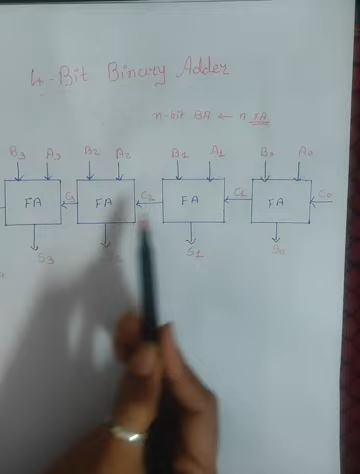 4-Bit Binary Adder
n-bit BA ← n FA
B3 A3 B2 A2 B1 A1 B0 A0
FA C3 FA C2 FA C1 FA C0
S3 S1 S0